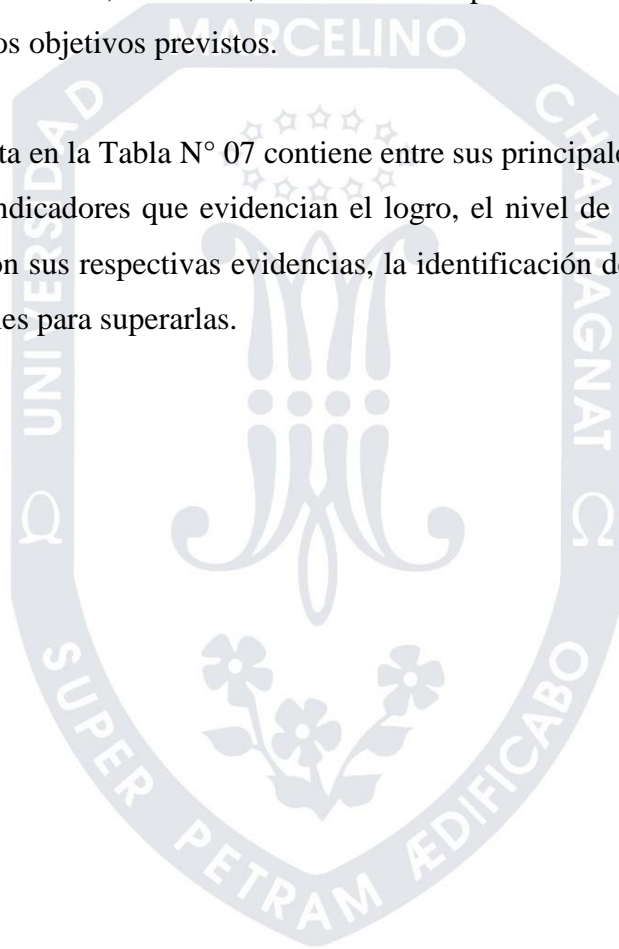 os objetivos previstos.
ta en la Tabla N° 07 contiene entre sus principale
ndicadores que evidencian el logro, el nivel de
on sus respectivas evidencias, la identificación de
es para superarlas.
UNIVERSIDAD MARCELINO CHAMPAGNAT
SUPER PETRAM ÆDIFICABO